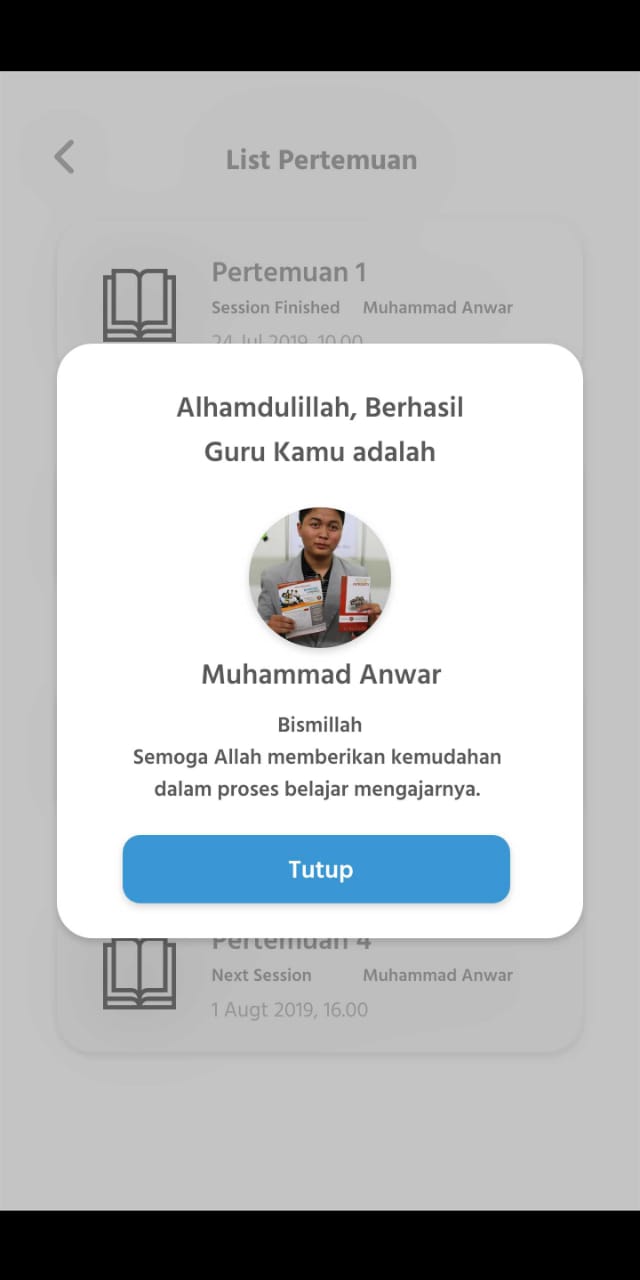 List Pertemuan
Pertemuan 1
Session Finished Muhammad Anwar
24 Jul 2019, 10.00
Alhamdulillah, Berhasil
Guru Kamu adalah
Muhammad Anwar
Bismillah
Semoga Allah memberikan kemudahan
dalam proses belajar mengajarnya.
Tutup
Pertemuan 4
Next Session Muhammad Anwar
1 Augt 2019, 16.00